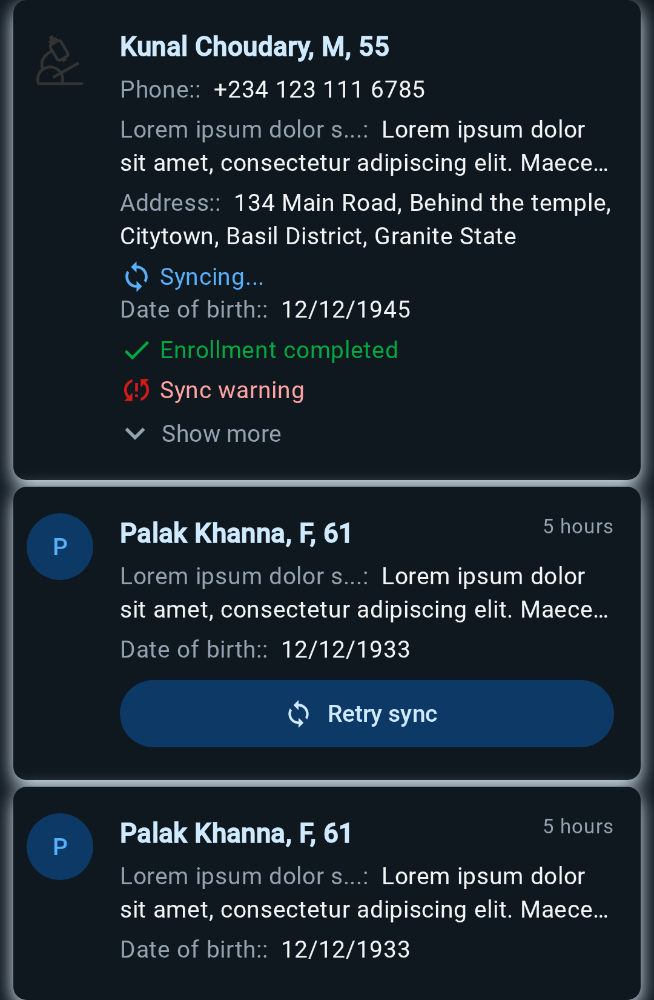 Kunal Choudary, M, 55
Phone:: +234 123 111 6785
Lorem ipsum dolor s...: Lorem ipsum dolor
sit amet, consectetur adipiscing elit. Maece...
Address:: 134 Main Road, Behind the temple,
Citytown, Basil District, Granite State
Syncing...
Date of birth:: 12/12/1945
Enrollment completed
Sync warning
Show more
P
Palak Khanna, F, 61
5 hours
Lorem ipsum dolor s...: Lorem ipsum dolor
sit amet, consectetur adipiscing elit. Maece...
Date of birth:: 12/12/1933
Retry sync
P
Palak Khanna, F, 61
5 hours
Lorem ipsum dolor s...: Lorem ipsum dolor
sit amet, consectetur adipiscing elit. Maece...
Date of birth:: 12/12/1933